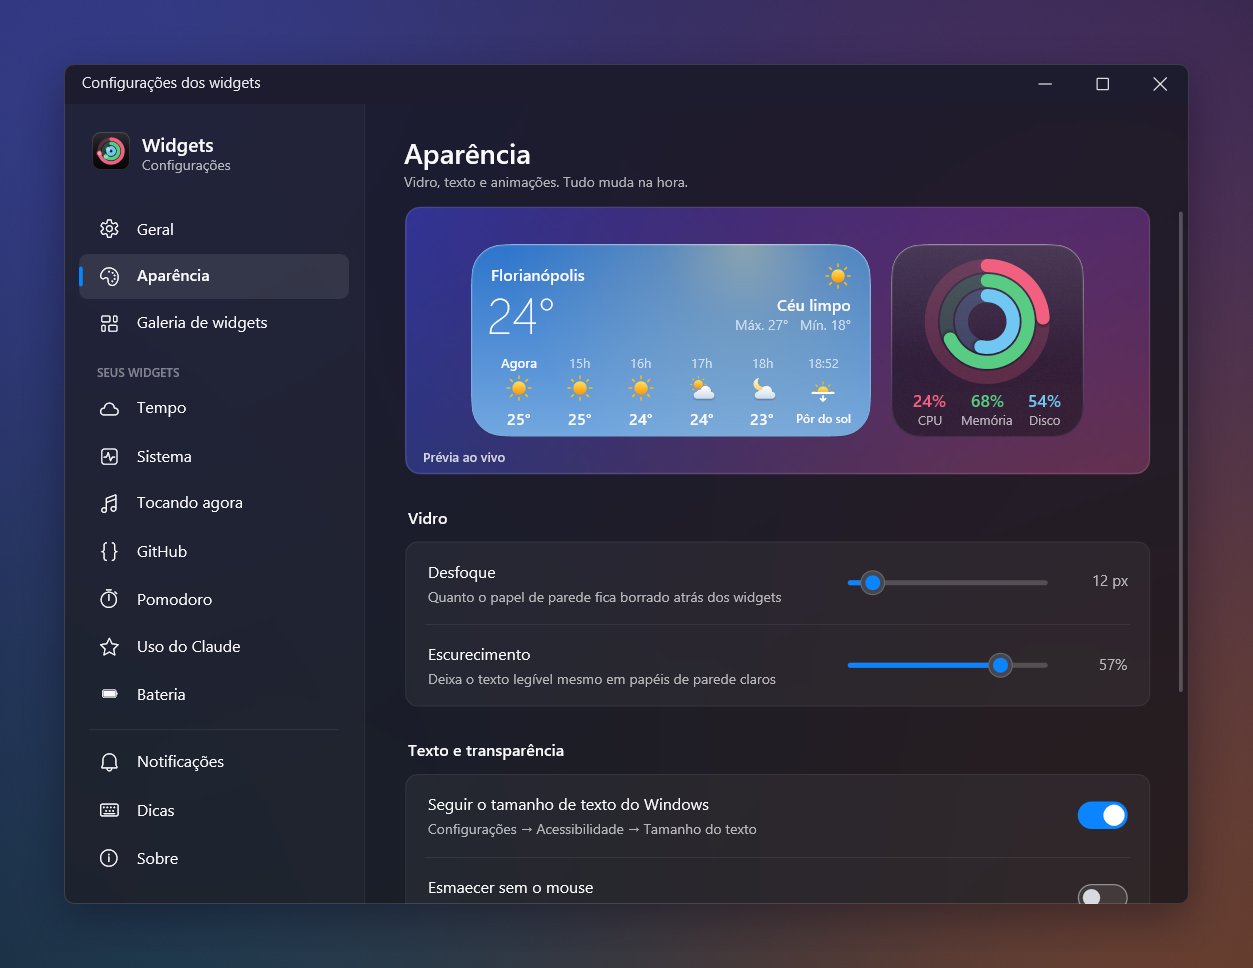 Configurações dos widgets
Widgets
Configurações
Geral
Aparência
Galeria de widgets
SEUS WIDGETS
Tempo
Sistema
Tocando agora
GitHub
Pomodoro
Uso do Claude
Bateria
Notificações
Dicas
Sobre
Aparência
Vidro, texto e animações. Tudo muda na hora.
Florianópolis
24°
Céu limpo
Máx. 27° Mín. 18°
Agora 15h 16h 17h 18h 18:52
25° 25° 24° 24° 23° Pôr do sol
24% 68% 54%
CPU Memória Disco
Prévia ao vivo
Vidro
Desfoque
Quanto o papel de parede fica borrado atrás dos widgets
12 px
Escurecimento
Deixa o texto legível mesmo em papéis de parede claros
57%
Texto e transparência
Seguir o tamanho de texto do Windows
Configurações → Acessibilidade → Tamanho do texto
Esmaecer sem o mouse